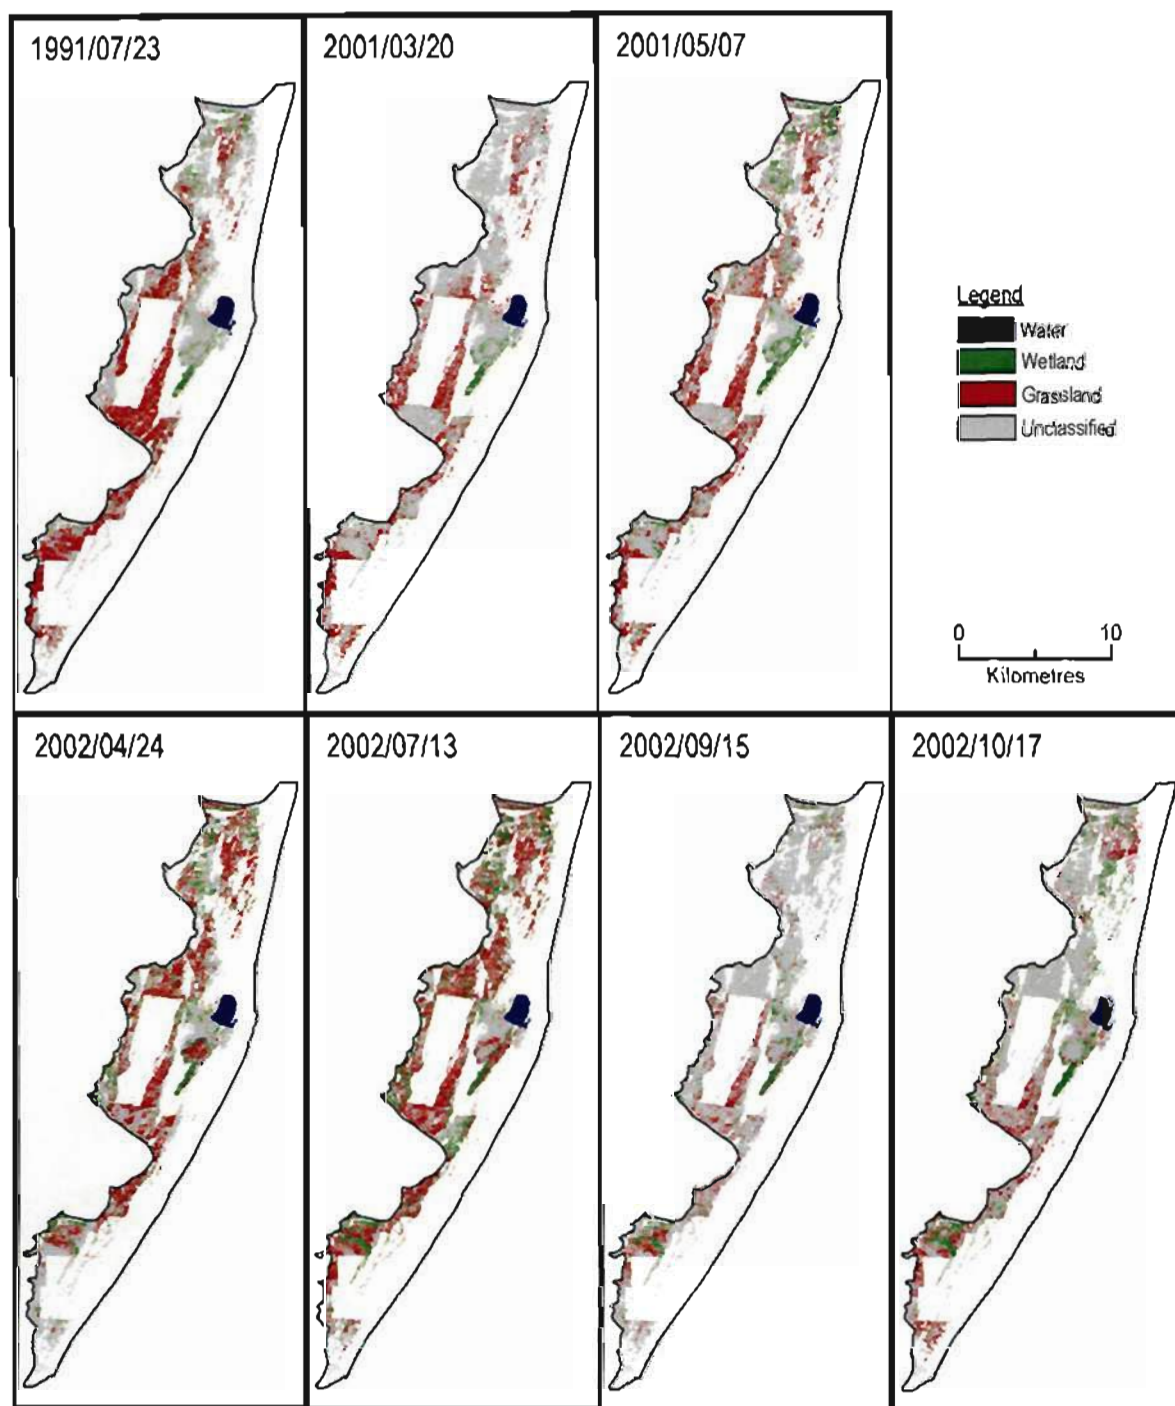 1991/07/23
2001/03/20
2001/05/07
Legend
Water
Wetland
Grassland
Unclassified
0 10
Kilometres
2002/04/24
2002/07/13
2002/09/15
2002/10/17